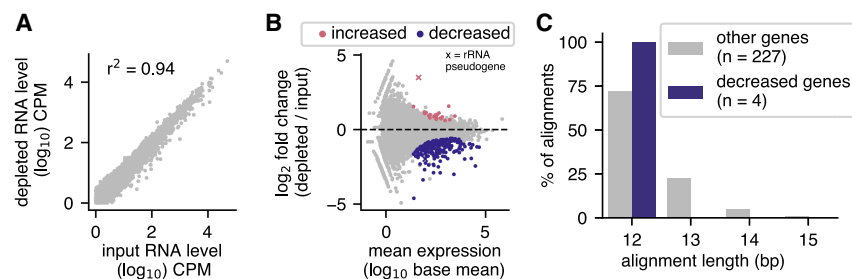 A
r² = 0.94
depleted RNA level
(log₁₀) CPM
4
2
0
0 2 4
input RNA level
(log₁₀) CPM
B
increased decreased
x = rRNA
pseudogene
log₂ fold change
(depleted / input)
5
0
−5
0 5
mean expression
(log₁₀ base mean)
C
other genes
(n = 227)
decreased genes
(n = 4)
% of alignments
100
75
50
25
0
12 13 14 15
alignment length (bp)